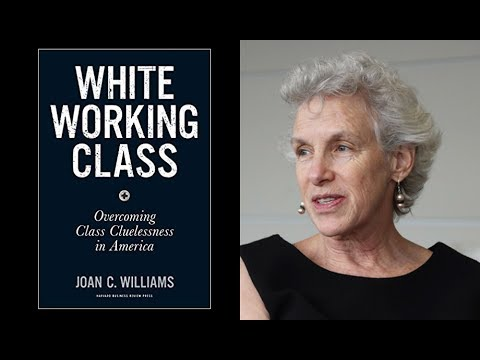 WHITE
WORKING
CLASS
Overcoming
Class Cluelessness
in America
JOAN C. WILLIAMS
HARVARD BUSINESS REVIEW PRESS